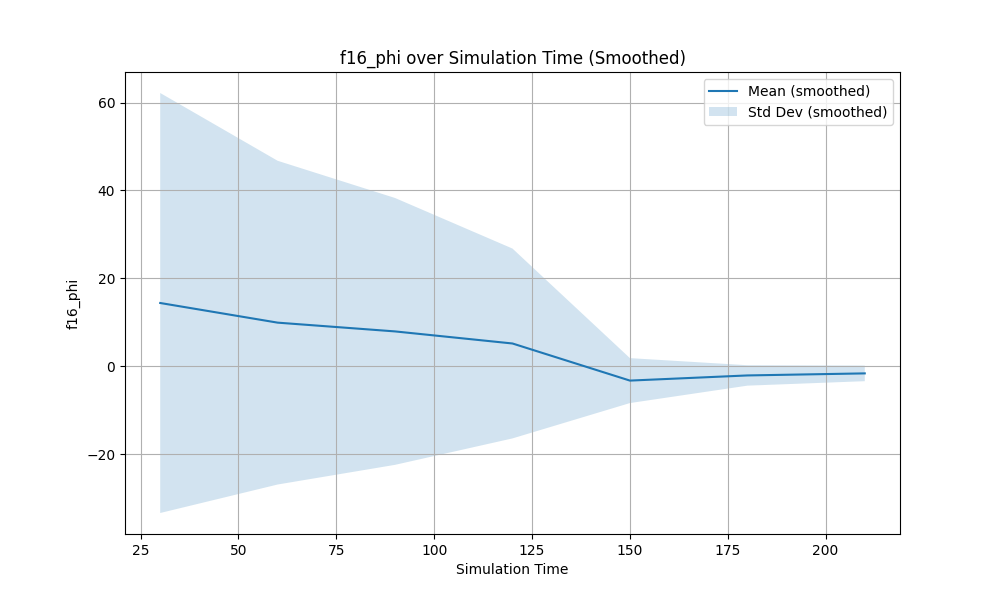 f16_phi over Simulation Time (Smoothed)
Mean (smoothed)
Std Dev (smoothed)
60
40
20
0
−20
f16_phi
25
50
75
100
125
150
175
200
Simulation Time